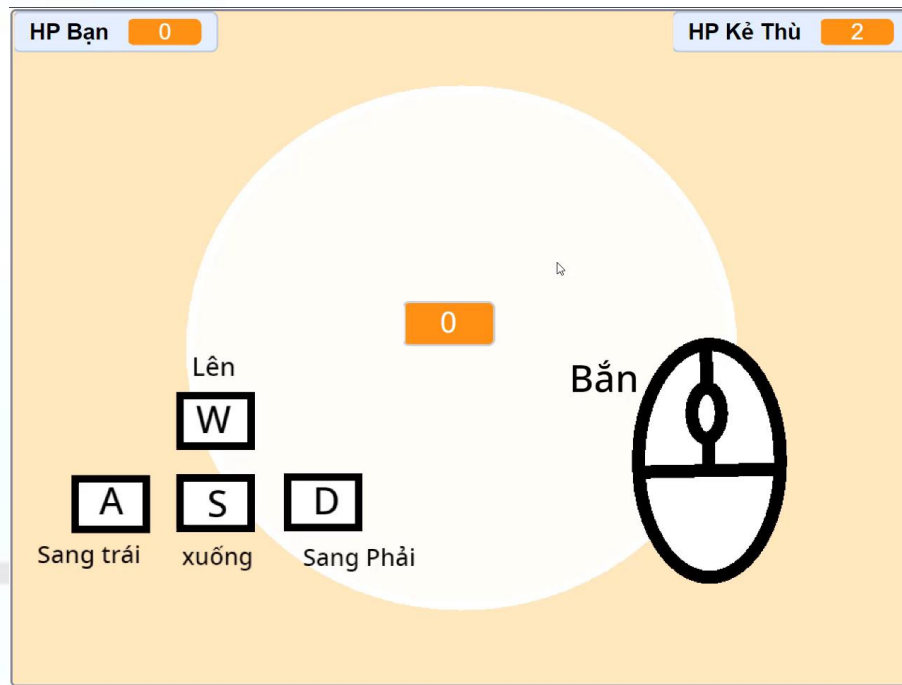 HP Bạn 0
HP Kẻ Thù 2
0
Lên
W
Bắn
A S D
Sang trái xuống Sang Phải